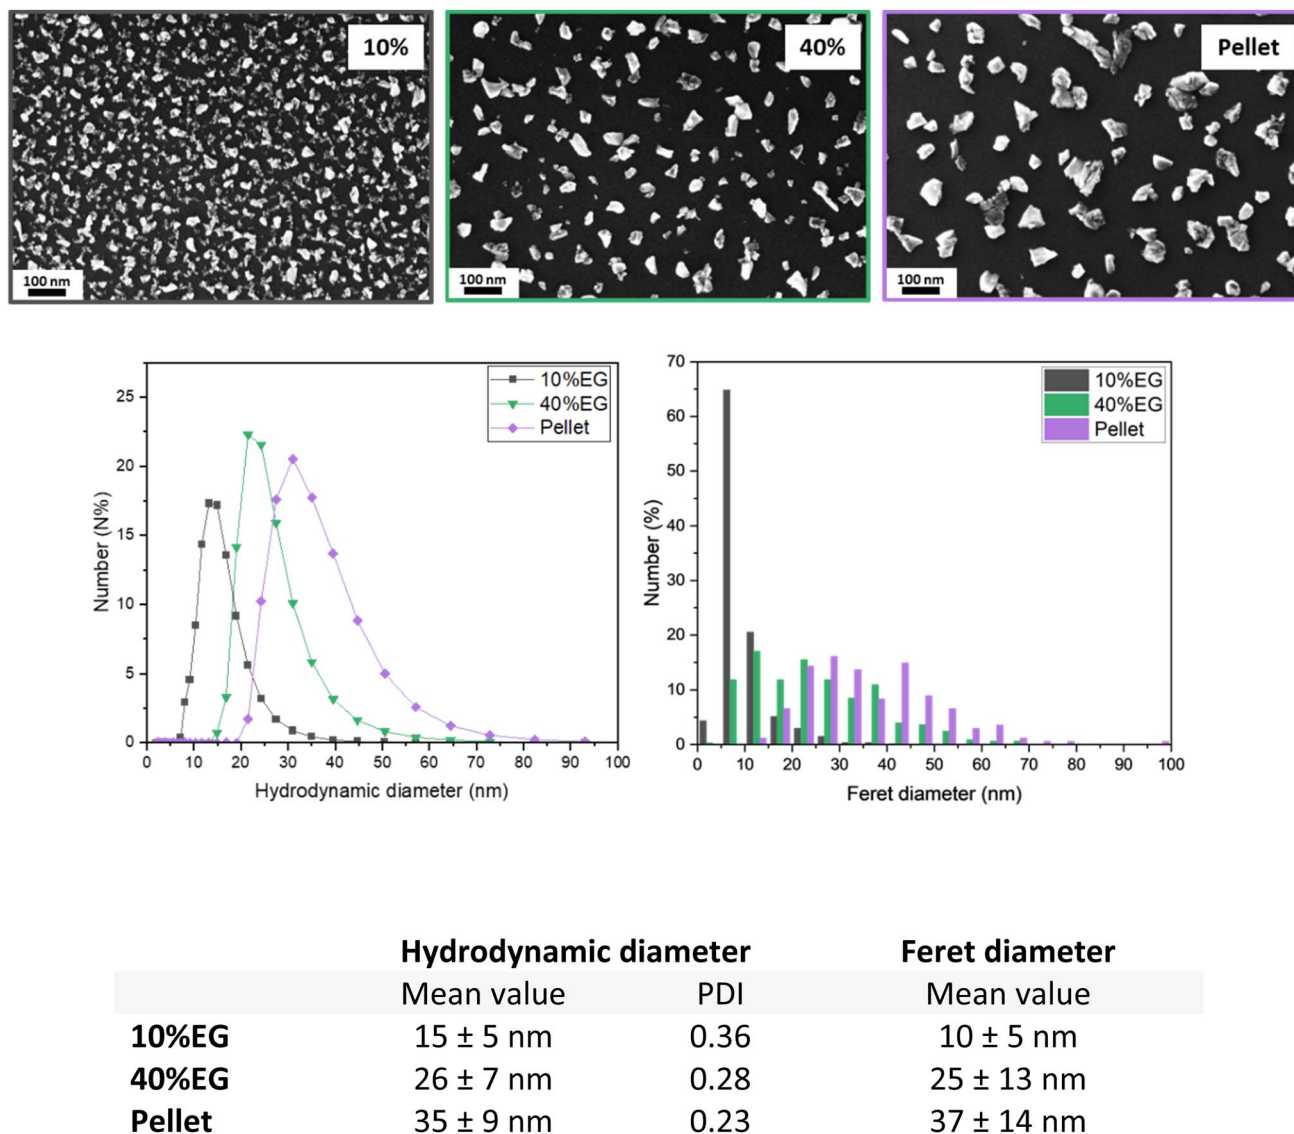 10%
40%
Pellet
100 nm
100 nm
100 nm
25
20
15
10
5
0
0 10 20 30 40 50 60 70 80 90 100
Number (N%)
Hydrodynamic diameter (nm)
10%EG
40%EG
Pellet
70
60
50
40
30
20
10
0
0 10 20 30 40 50 60 70 80 90 100
Number (%)
Feret diameter (nm)
10%EG
40%EG
Pellet
Hydrodynamic diameter Feret diameter
Mean value PDI Mean value
10%EG 15 ± 5 nm 0.36 10 ± 5 nm
40%EG 26 ± 7 nm 0.28 25 ± 13 nm
Pellet 35 ± 9 nm 0.23 37 ± 14 nm